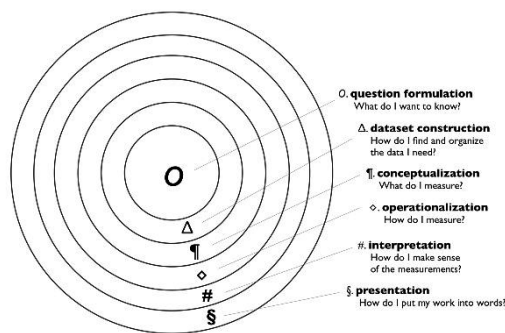 O. question formulation
What do I want to know?
Δ. dataset construction
How do I find and organize
the data I need?
¶. conceptualization
What do I measure?
◇. operationalization
How do I measure?
#. interpretation
How do I make sense
of the measurements?
§. presentation
How do I put my work into words?
O
Δ
¶
◇
#
§